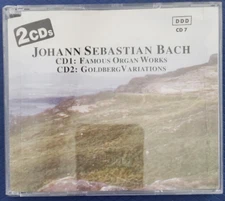 2CDs
DDD
CD 7
JOHANN SEBASTIAN BACH
CD1: FAMOUS ORGAN WORKS
CD2: GOLDBERG VARIATIONS